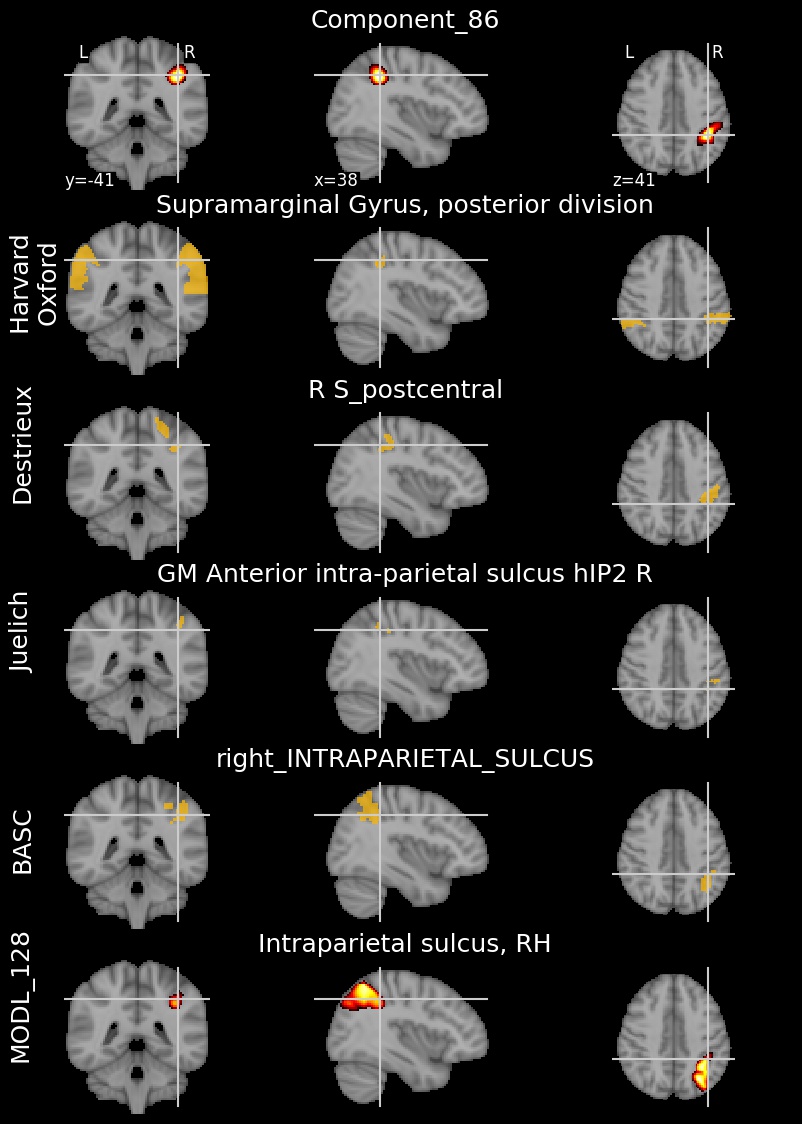 Component_86
L R
L R
y=-41
x=38
z=41
Supramarginal Gyrus, posterior division
Harvard
Oxford
R S_postcentral
Destrieux
GM Anterior intra-parietal sulcus hIP2 R
Juelich
right_INTRAPARIETAL_SULCUS
BASC
Intraparietal sulcus, RH
MODL_128